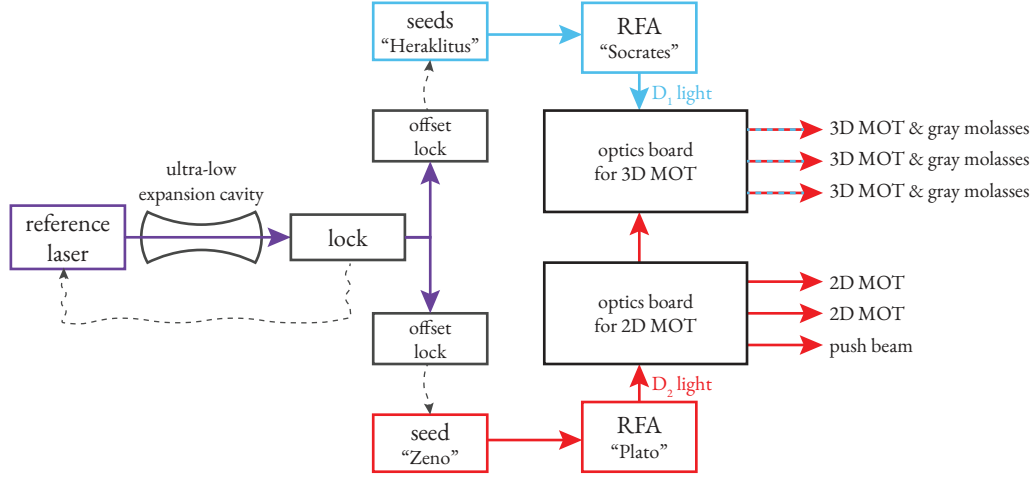 seeds
“Heraklitus”
RFA
“Socrates”
D₁ light
offset
lock
optics board
for 3D MOT
3D MOT & gray molasses
3D MOT & gray molasses
3D MOT & gray molasses
ultra-low
expansion cavity
reference
laser
lock
optics board
for 2D MOT
2D MOT
2D MOT
push beam
offset
lock
D₂ light
seed
“Zeno”
RFA
“Plato”